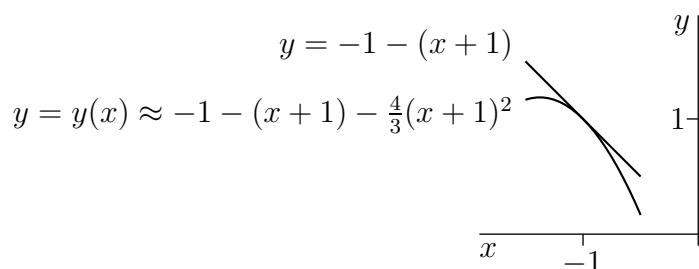 y
y = −1 − (x + 1)
y = y(x) ≈ −1 − (x + 1) − 4/3(x + 1)²
1
x
−1